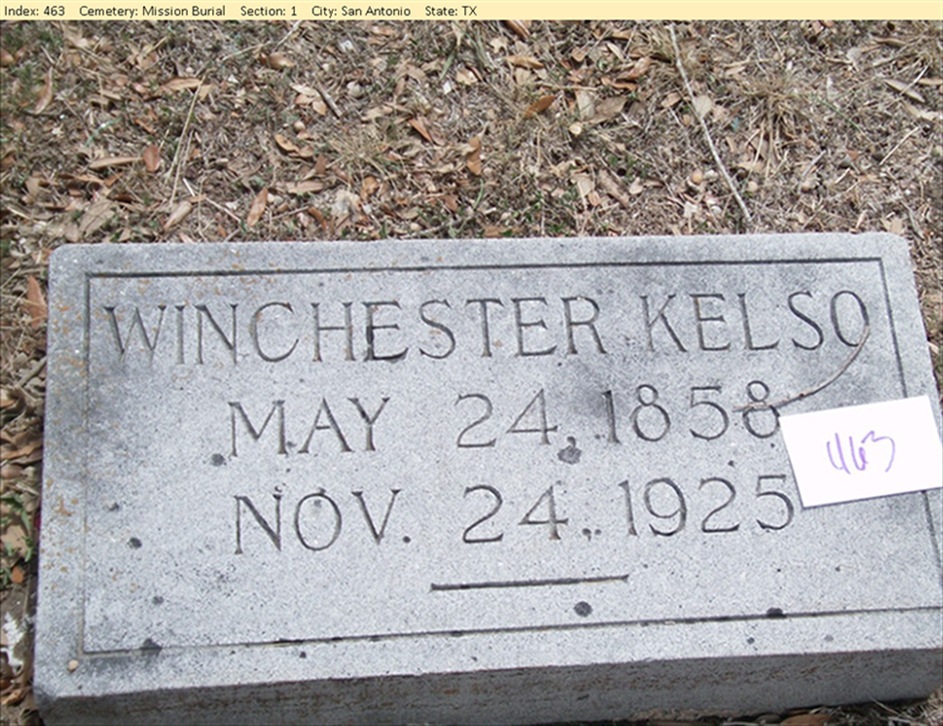 Index: 463 Cemetery: Mission Burial Section: 1 City: San Antonio State: TX
WINCHESTER KELSO
MAY 24, 1858
463
NOV. 24, 1925